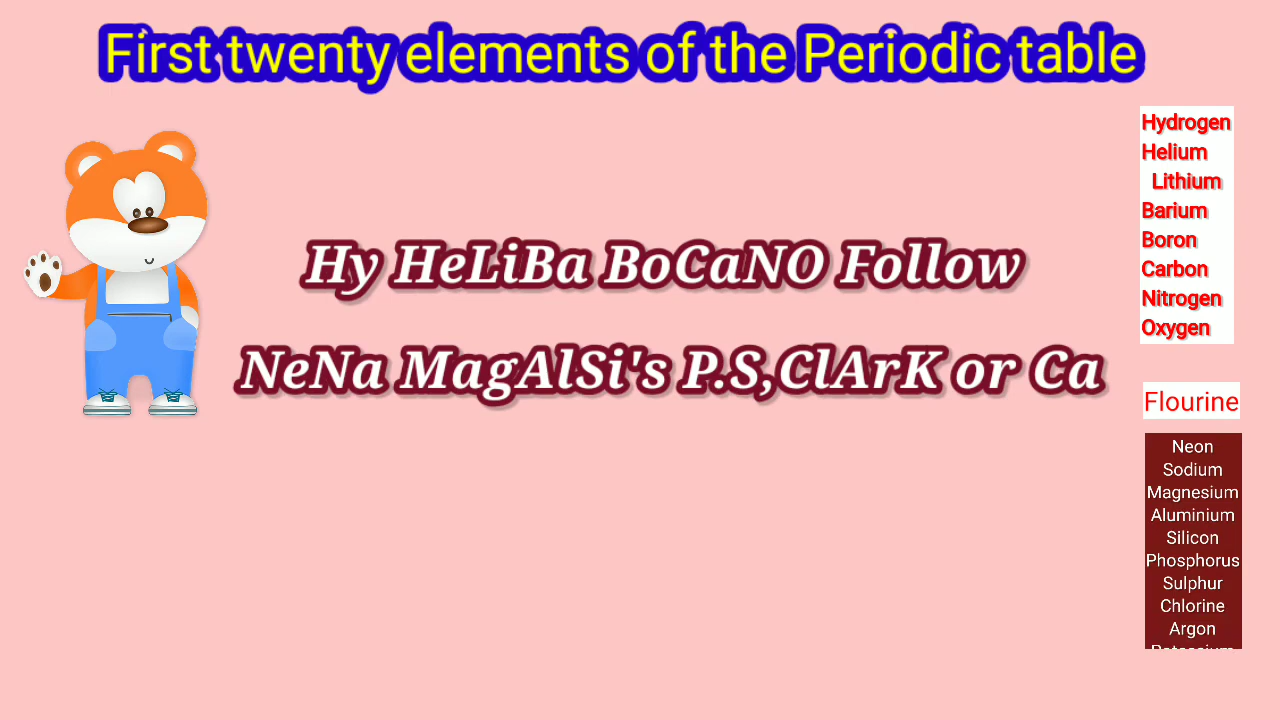 First twenty elements of the Periodic table
Hy HeLiBa BoCaNO Follow
NeNa MagAlSi's P.S,ClArK or Ca
Hydrogen
Helium
Lithium
Barium
Boron
Carbon
Nitrogen
Oxygen
Flourine
Neon
Sodium
Magnesium
Aluminium
Silicon
Phosphorus
Sulphur
Chlorine
Argon